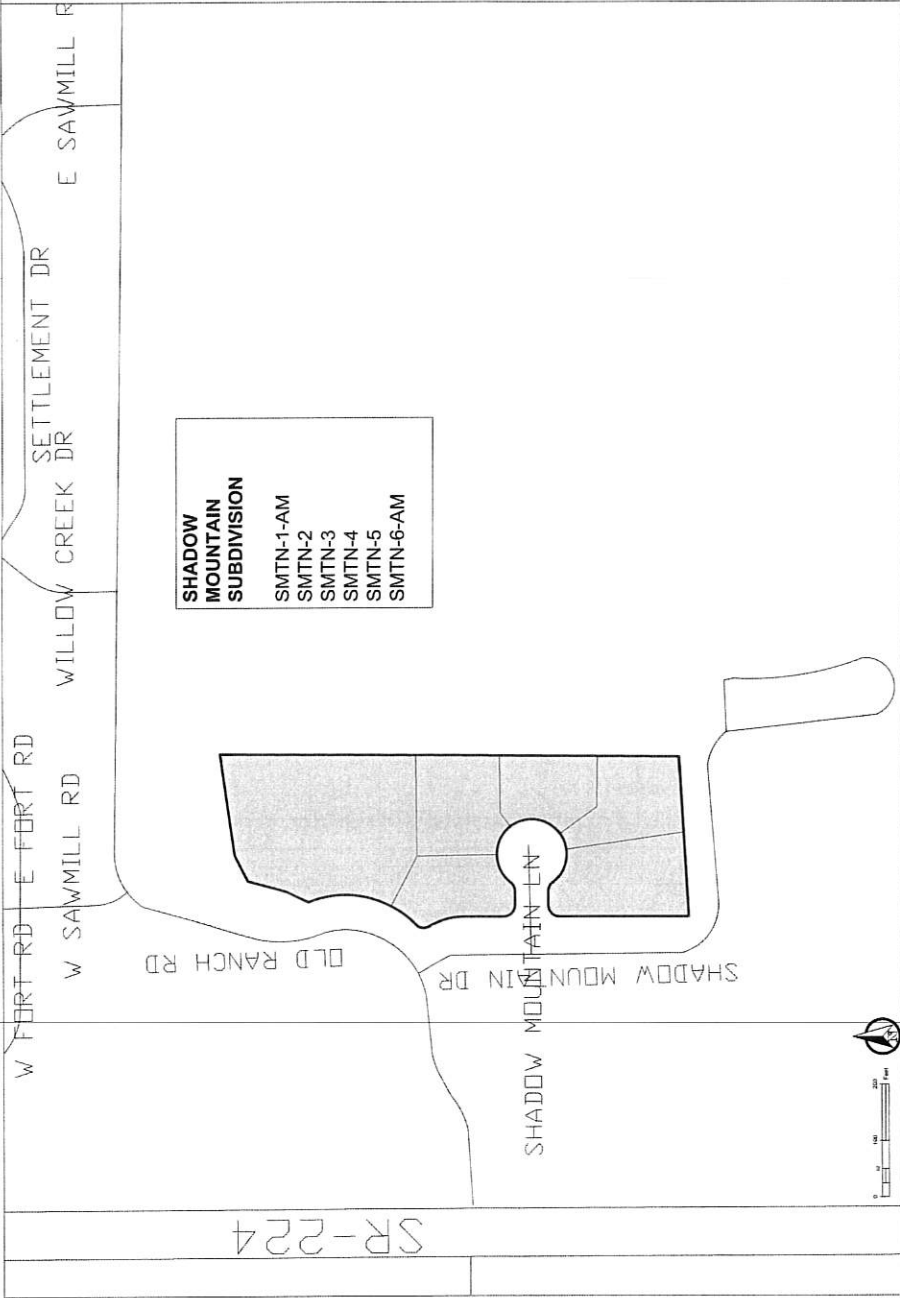 E SAWMILL R
SETTLEMENT DR
WILLOW CREEK DR
W FORT RD
E FORT RD
W SAWMILL RD
SHADOW
MOUNTAIN
SUBDIVISION
SMTN-1-AM
SMTN-2
SMTN-3
SMTN-4
SMTN-5
SMTN-6-AM
OLD RANCH RD
SHADOW MOUNTAIN DR
SHADOW MOUNTAIN LN
SR-224
0
Feet